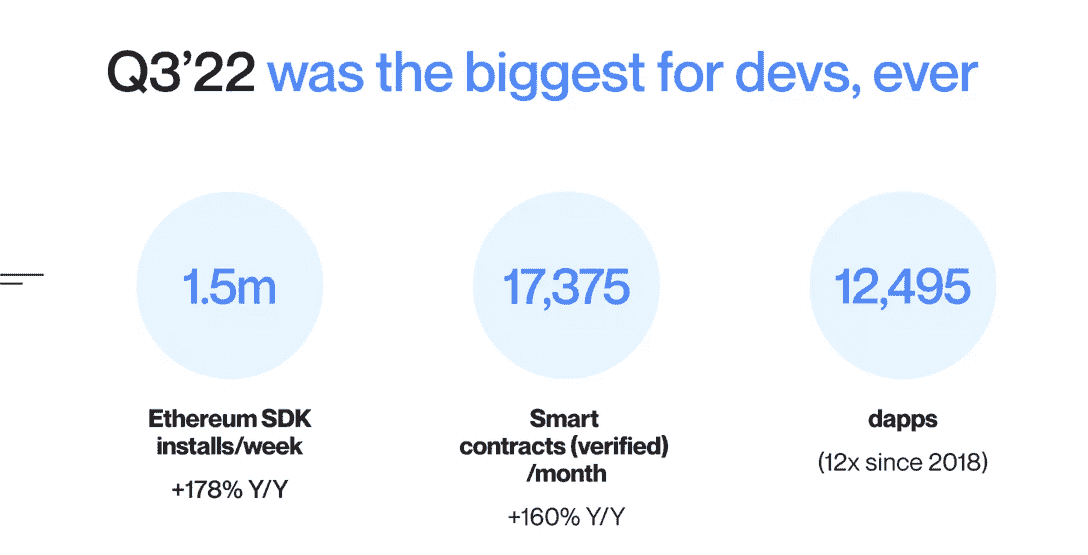 Q3’22 was the biggest for devs, ever
1.5m
17,375
12,495
Ethereum SDK
installs/week
+178% Y/Y
Smart
contracts (verified)
/month
+160% Y/Y
dapps
(12x since 2018)